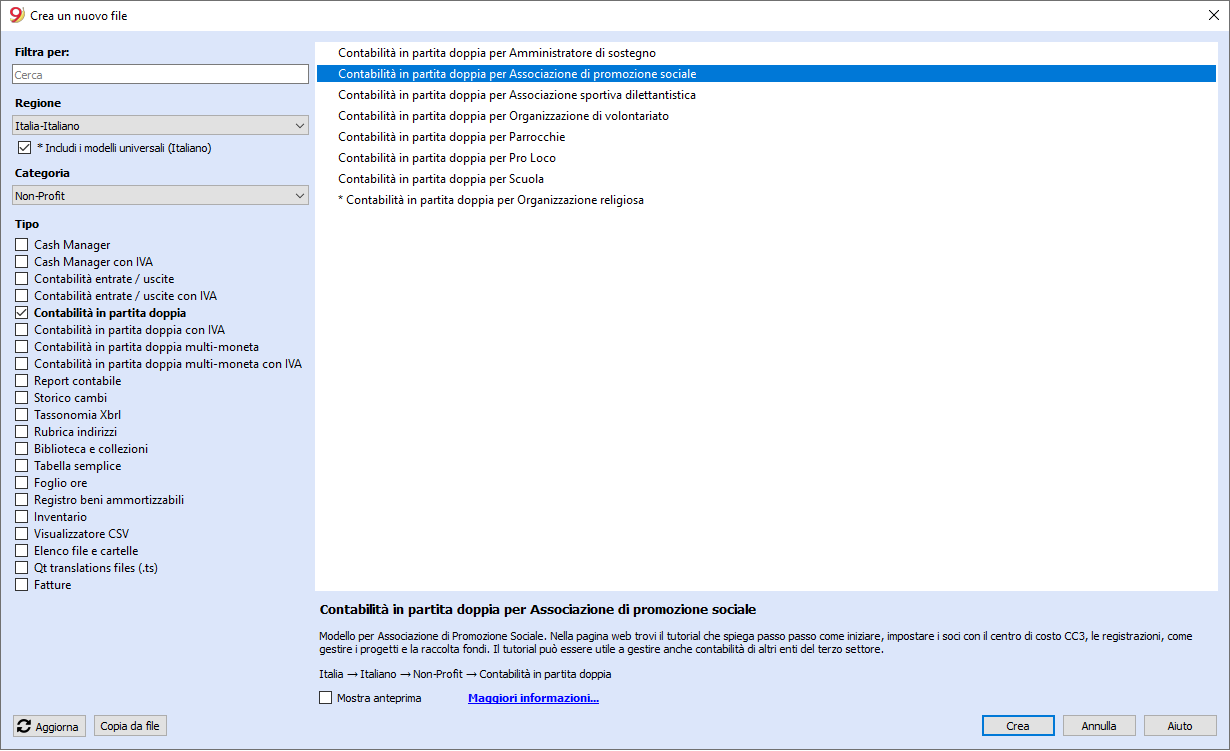 Crea un nuovo file
Filtra per:
Cerca
Regione
Italia-Italiano
* Includi i modelli universali (Italiano)
Categoria
Non-Profit
Tipo
Cash Manager
Cash Manager con IVA
Contabilità entrate / uscite
Contabilità entrate / uscite con IVA
Contabilità in partita doppia
Contabilità in partita doppia con IVA
Contabilità in partita doppia multi-moneta
Contabilità in partita doppia multi-moneta con IVA
Report contabile
Storico cambi
Tassonomia Xbrl
Rubrica indirizzi
Biblioteca e collezioni
Tabella semplice
Foglio ore
Registro beni ammortizzabili
Inventario
Visualizzatore CSV
Elenco file e cartelle
Qt translations files (.ts)
Fatture
Aggiorna
Copia da file
Contabilità in partita doppia per Amministratore di sostegno
Contabilità in partita doppia per Associazione di promozione sociale
Contabilità in partita doppia per Associazione sportiva dilettantistica
Contabilità in partita doppia per Organizzazione di volontariato
Contabilità in partita doppia per Parrocchie
Contabilità in partita doppia per Pro Loco
Contabilità in partita doppia per Scuola
* Contabilità in partita doppia per Organizzazione religiosa
Contabilità in partita doppia per Associazione di promozione sociale
Modello per Associazione di Promozione Sociale. Nella pagina web trovi il tutorial che spiega passo passo come iniziare, impostare i soci con il centro di costo CC3, le registrazioni, come
gestire i progetti e la raccolta fondi. Il tutorial può essere utile a gestire anche contabilità di altri enti del terzo settore.
Italia → Italiano → Non-Profit → Contabilità in partita doppia
Mostra anteprima
Maggiori informazioni...
Crea
Annulla
Aiuto